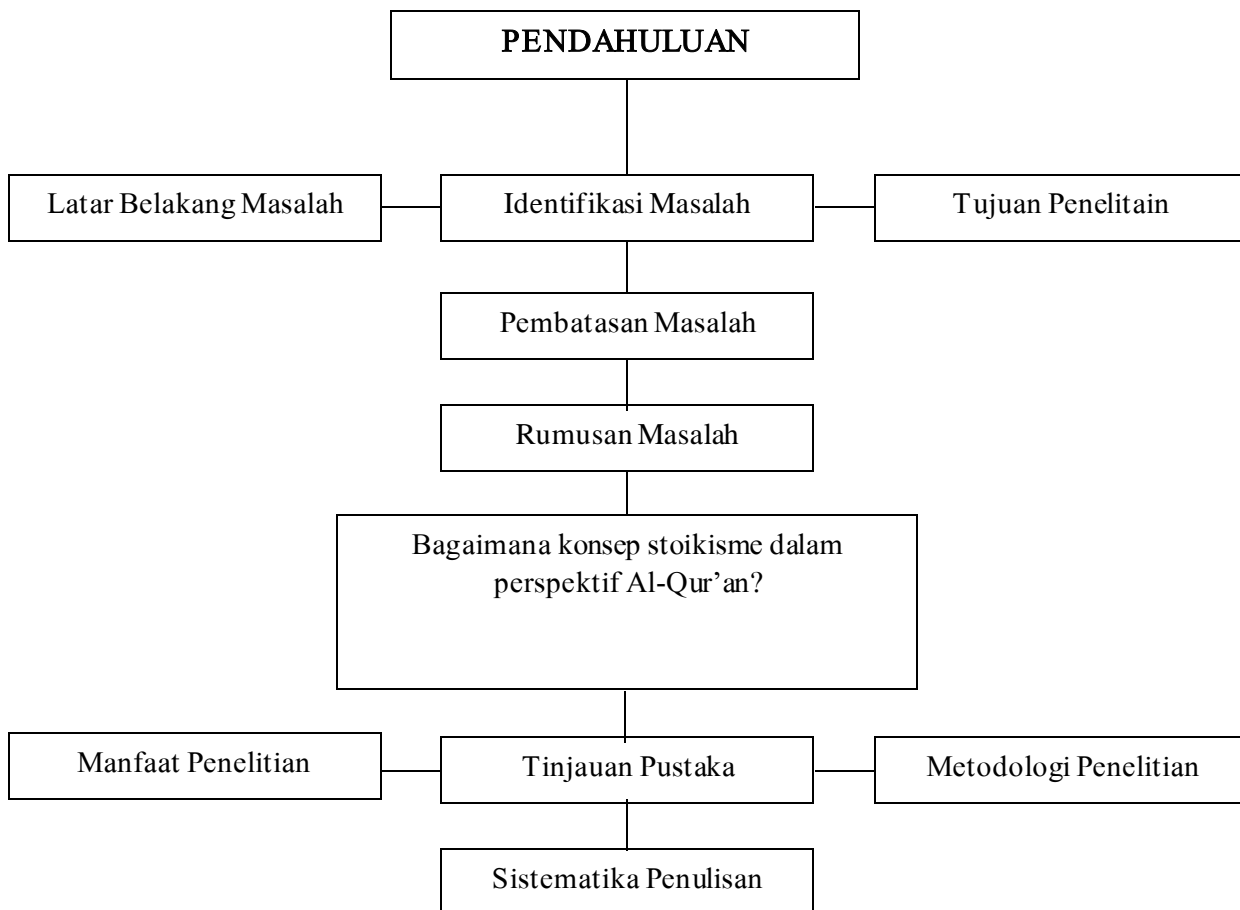 PENDAHULUAN
Latar Belakang Masalah
Identifikasi Masalah
Tujuan Penelitain
Pembatasan Masalah
Rumusan Masalah
Bagaimana konsep stoikisme dalam
perspektif Al-Qur’an?
Manfaat Penelitian
Tinjauan Pustaka
Metodologi Penelitian
Sistematika Penulisan